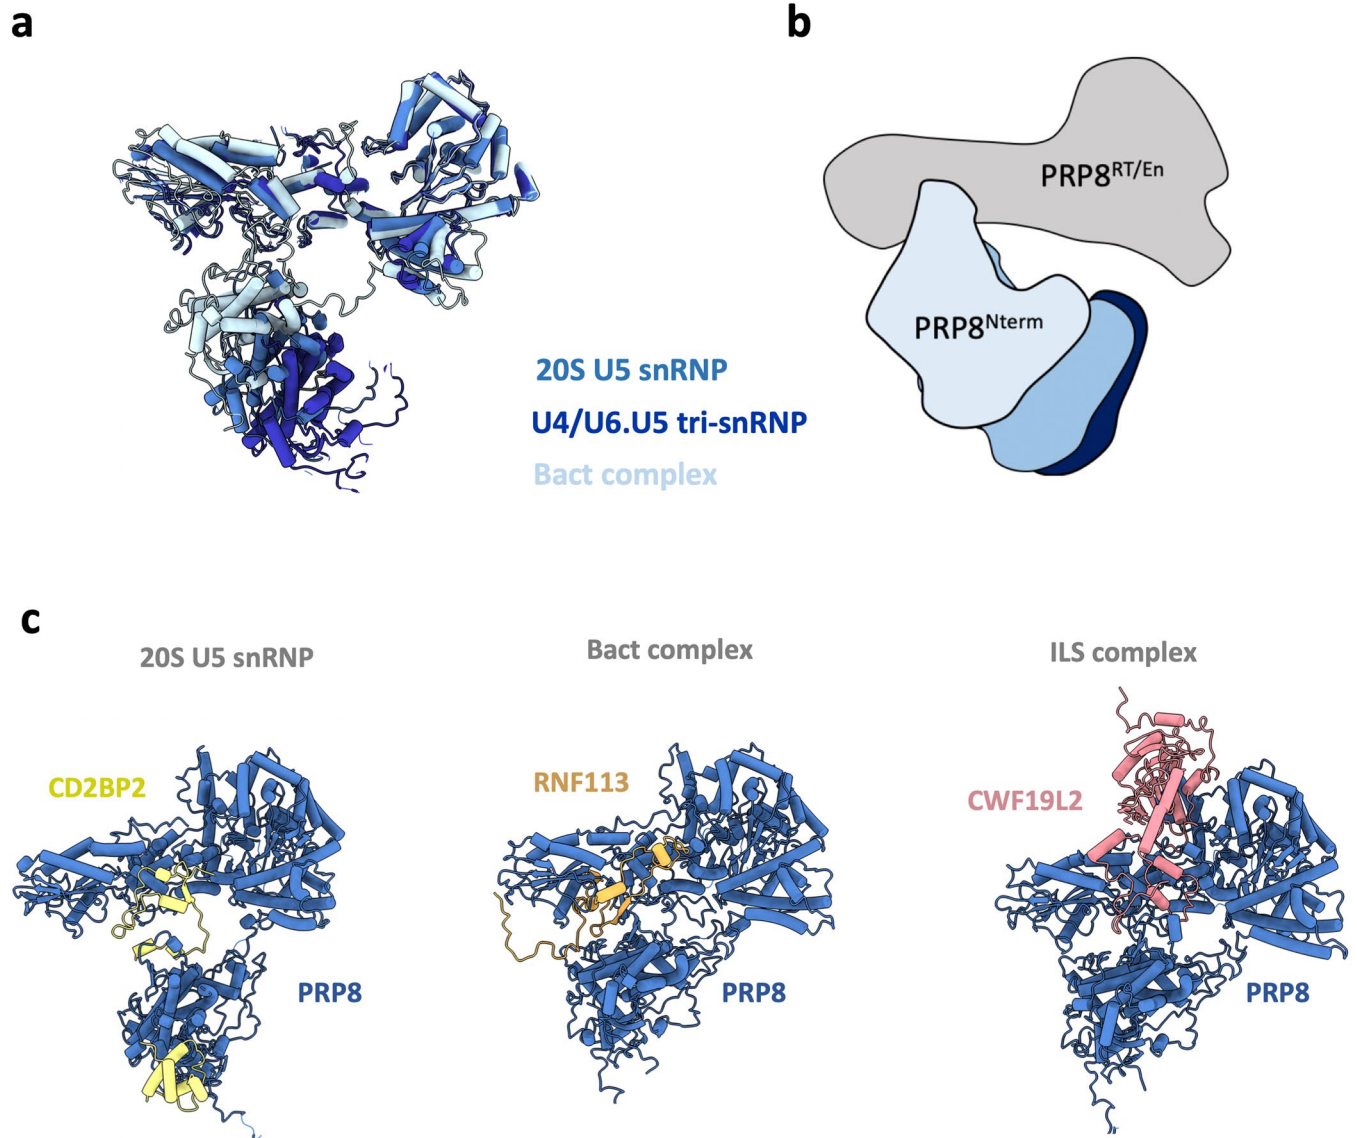 a
b
PRP8RT/En
PRP8Nterm
20S U5 snRNP
U4/U6.U5 tri-snRNP
Bact complex
c
20S U5 snRNP
Bact complex
ILS complex
CD2BP2
RNF113
CWF19L2
PRP8
PRP8
PRP8